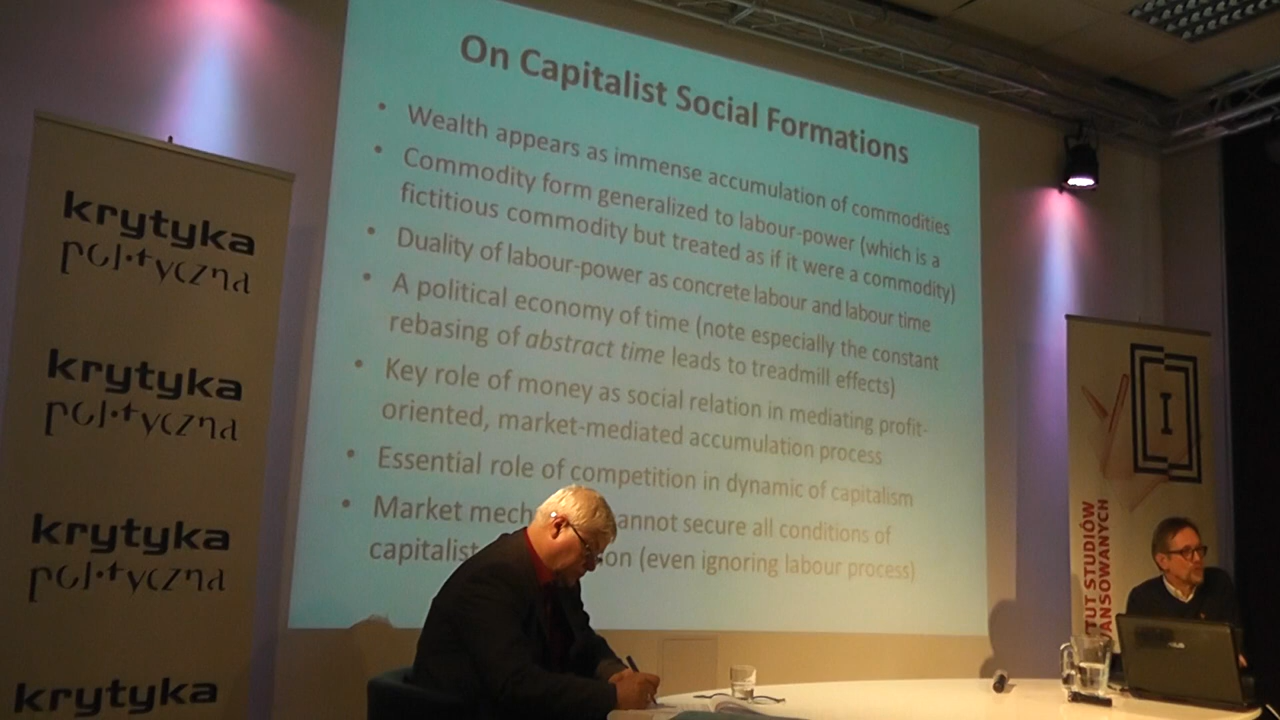 On Capitalist Social Formations
• Wealth appears as immense accumulation of commodities
• Commodity form generalized to labour-power (which is a
fictitious commodity but treated as if it were a commodity)
• Duality of labour-power as concrete labour and labour time
• A political economy of time (note especially the constant
rebasing of abstract time leads to treadmill effects)
• Key role of money as social relation in mediating profit-
oriented, market-mediated accumulation process
• Essential role of competition in dynamic of capitalism
• Market cannot secure all conditions of
capitalist (even ignoring labour process)
krytyka
polityczna
krytyka
polityczna
krytyka
polityczna
krytyka
I
STUDIÓW
ASUS